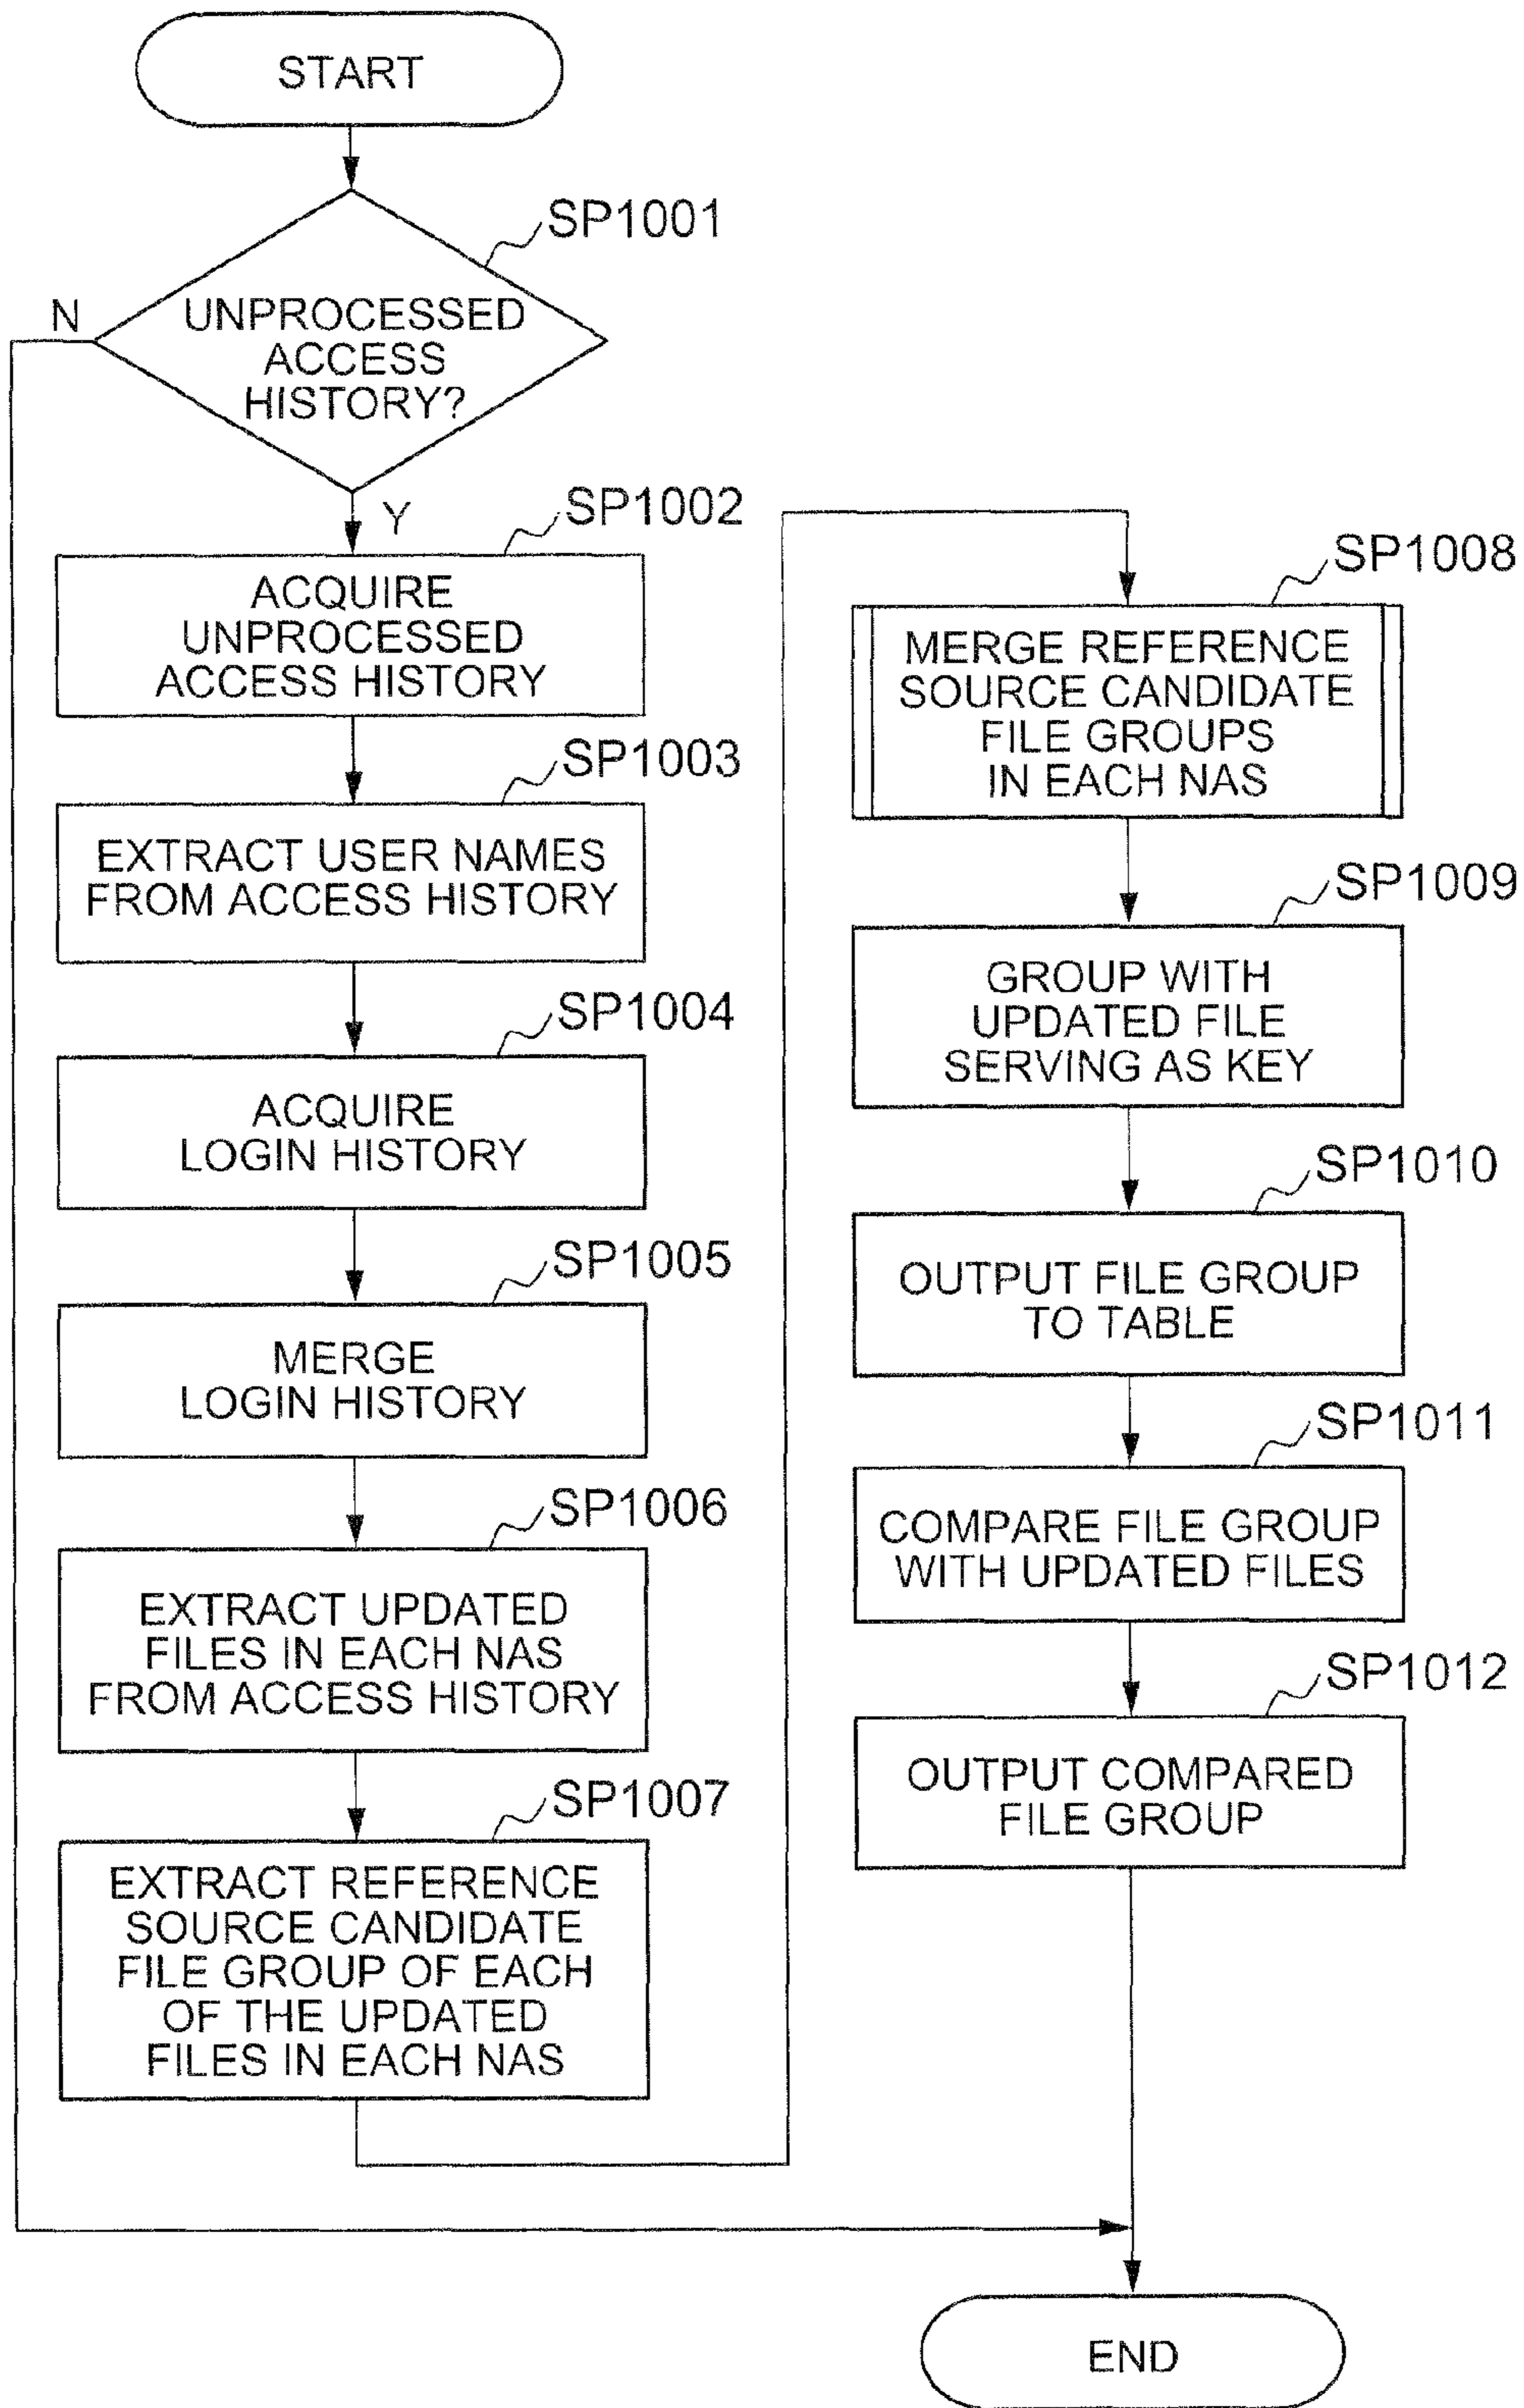 START
SP1001
N
UNPROCESSED
ACCESS
HISTORY?
Y
SP1002
ACQUIRE
UNPROCESSED
ACCESS HISTORY
SP1003
EXTRACT USER NAMES
FROM ACCESS HISTORY
SP1004
ACQUIRE
LOGIN HISTORY
SP1005
MERGE
LOGIN HISTORY
SP1006
EXTRACT UPDATED
FILES IN EACH NAS
FROM ACCESS HISTORY
SP1007
EXTRACT REFERENCE
SOURCE CANDIDATE
FILE GROUP OF EACH
OF THE UPDATED
FILES IN EACH NAS
SP1008
MERGE REFERENCE
SOURCE CANDIDATE
FILE GROUPS
IN EACH NAS
SP1009
GROUP WITH
UPDATED FILE
SERVING AS KEY
SP1010
OUTPUT FILE GROUP
TO TABLE
SP1011
COMPARE FILE GROUP
WITH UPDATED FILES
SP1012
OUTPUT COMPARED
FILE GROUP
END